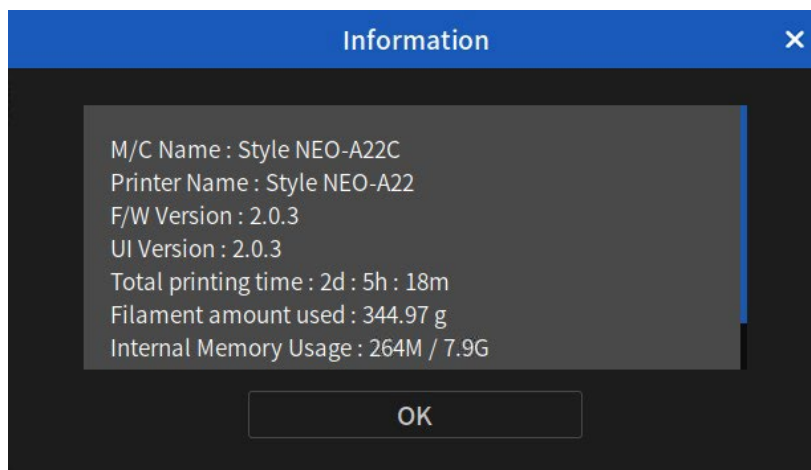 Information
M/C Name : Style NEO-A22C
Printer Name : Style NEO-A22
F/W Version : 2.0.3
UI Version : 2.0.3
Total printing time : 2d : 5h : 18m
Filament amount used : 344.97 g
Internal Memory Usage : 264M / 7.9G
OK